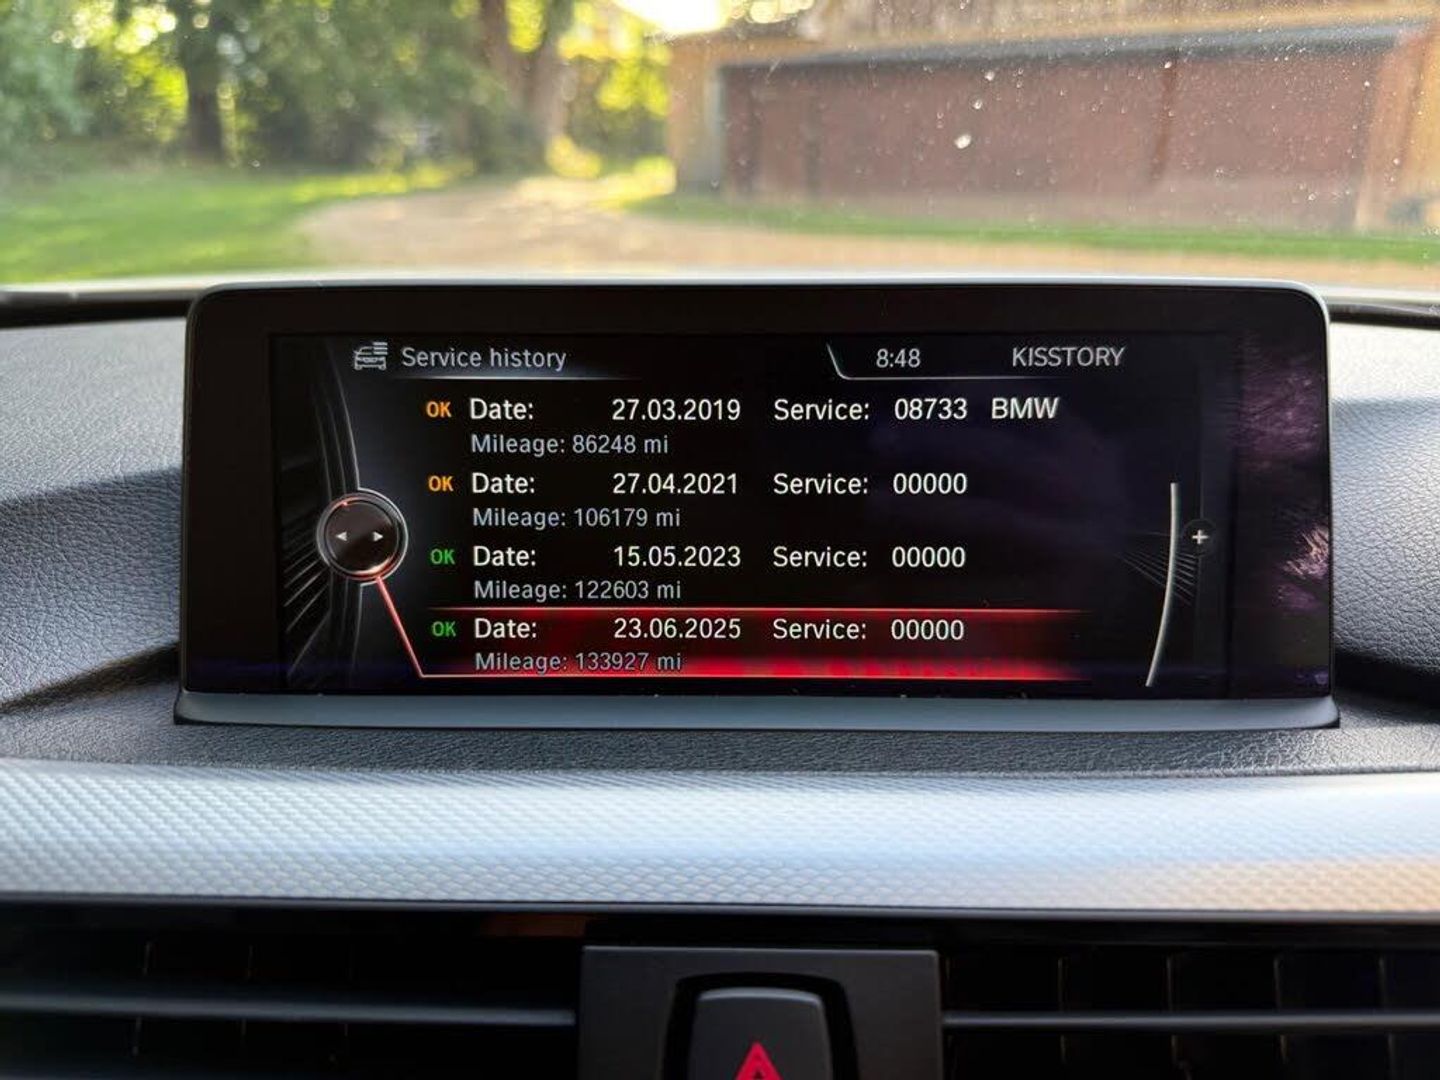 Service history 8:48 KISSTORY
OK Date: 27.03.2019 Service: 08733 BMW
Mileage: 86248 mi
OK Date: 27.04.2021 Service: 00000
Mileage: 106179 mi
OK Date: 15.05.2023 Service: 00000
Mileage: 122603 mi
OK Date: 23.06.2025 Service: 00000
Mileage: 133927 mi